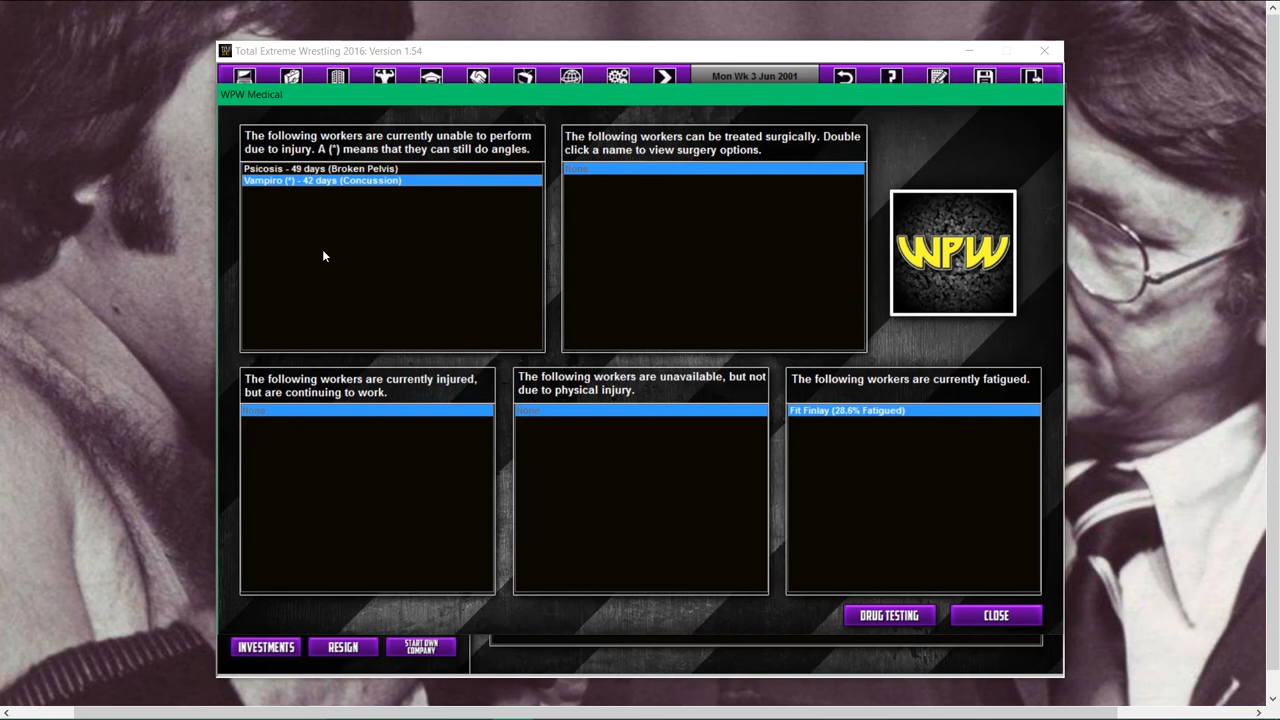 Total Extreme Wrestling 2016: Version 1.54
Mon Wk 3 Jun 2001
WPW Medical
The following workers are currently unable to perform
due to injury. A (*) means that they can still do angles.
Psicosis - 49 days (Broken Pelvis)
Vampiro (*) - 42 days (Concussion)
The following workers can be treated surgically. Double
click a name to view surgery options.
None
WPW
The following workers are currently injured,
but are continuing to work.
None
The following workers are unavailable, but not
due to physical injury.
None
The following workers are currently fatigued.
Fit Finlay (28.6% Fatigued)
DRUG TESTING
CLOSE
INVESTMENTS
RESIGN
START OWN
COMPANY